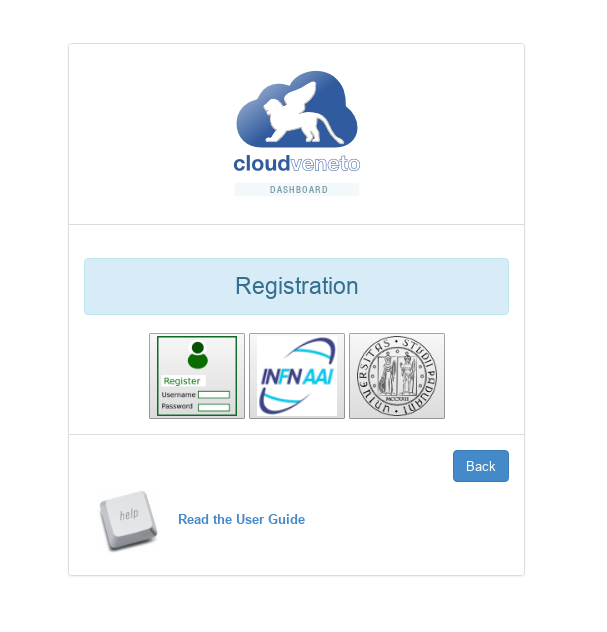 cloudveneto
DASHBOARD
Registration
Register
Username
Password
INFN AAI
UNIVERSITAS · STUDII PADUANI ·
Back
help
Read the User Guide